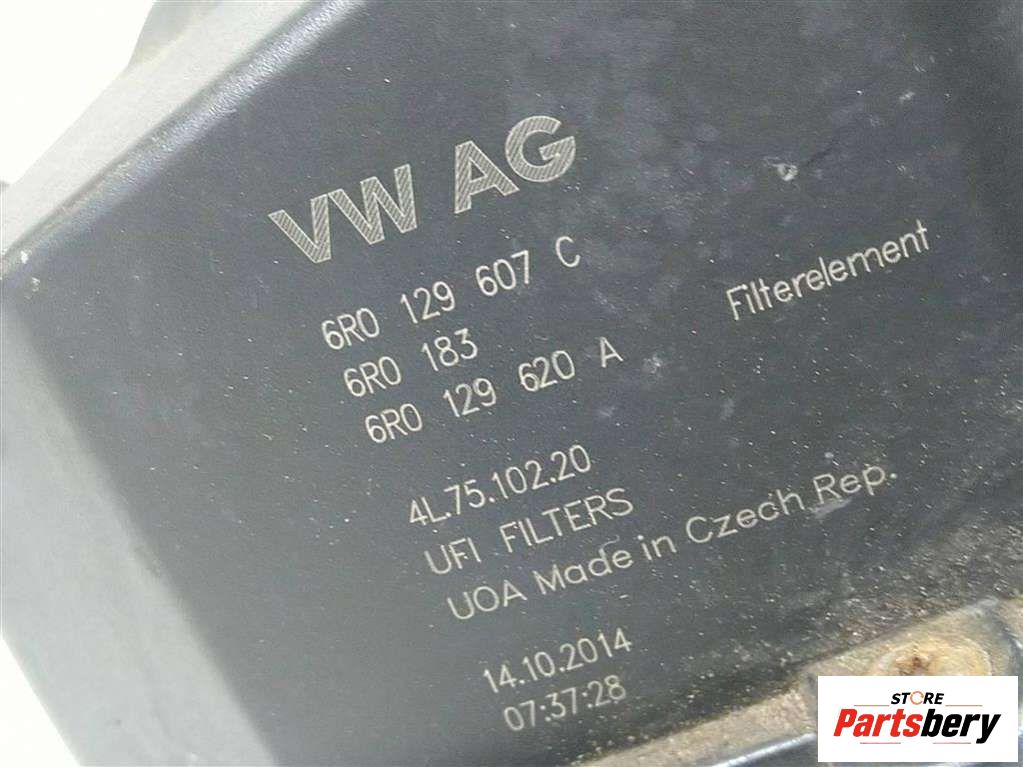 VW AG
6R0 129 607 C
6R0 183
6R0 129 620 A
Filterelement
4L.75.102.20
UFI FILTERS
UOA Made in Czech Rep.
14.10.2014
07:37:28
STORE
Partsbery